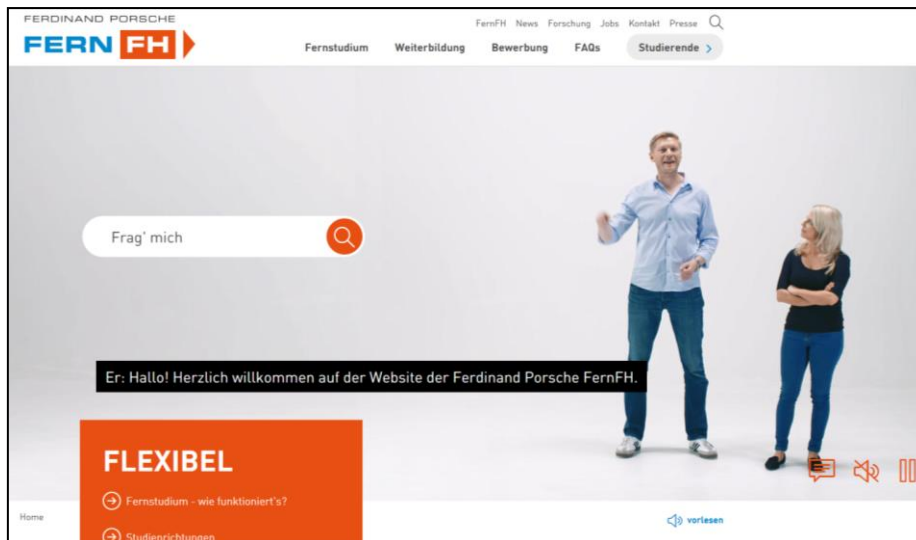 FERDINAND PORSCHE
FERN FH
FernFH News Forschung Jobs Kontakt Presse
Fernstudium Weiterbildung Bewerbung FAQs Studierende
Frag' mich
Er: Hallo! Herzlich willkommen auf der Website der Ferdinand Porsche FernFH.
FLEXIBEL
Fernstudium - wie funktioniert's?
Studienrichtungen
Home
vorlesen